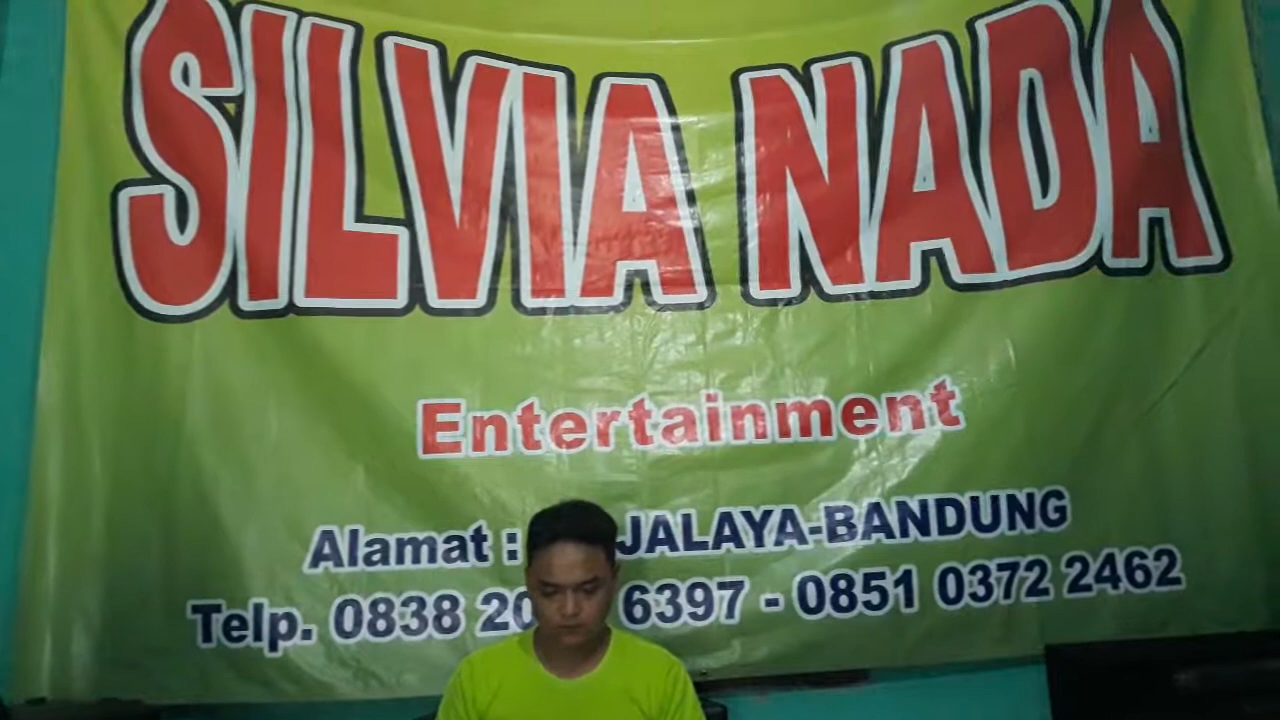 SILVIA NADA
Entertainment
Alamat : JALAYA-BANDUNG
Telp. 0838 20 6397 - 0851 0372 2462